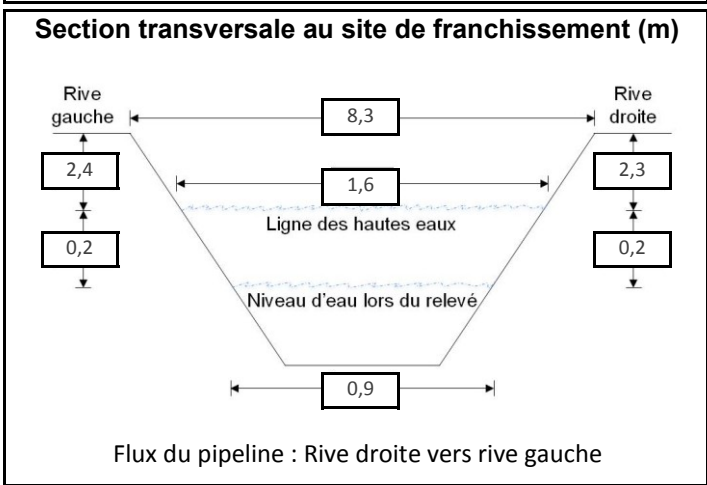 Section transversale au site de franchissement (m)
Rive
gauche
8,3
Rive
droite
2,4
1,6
2,3
Ligne des hautes eaux
0,2
0,2
Niveau d'eau lors du relevé
0,9
Flux du pipeline : Rive droite vers rive gauche